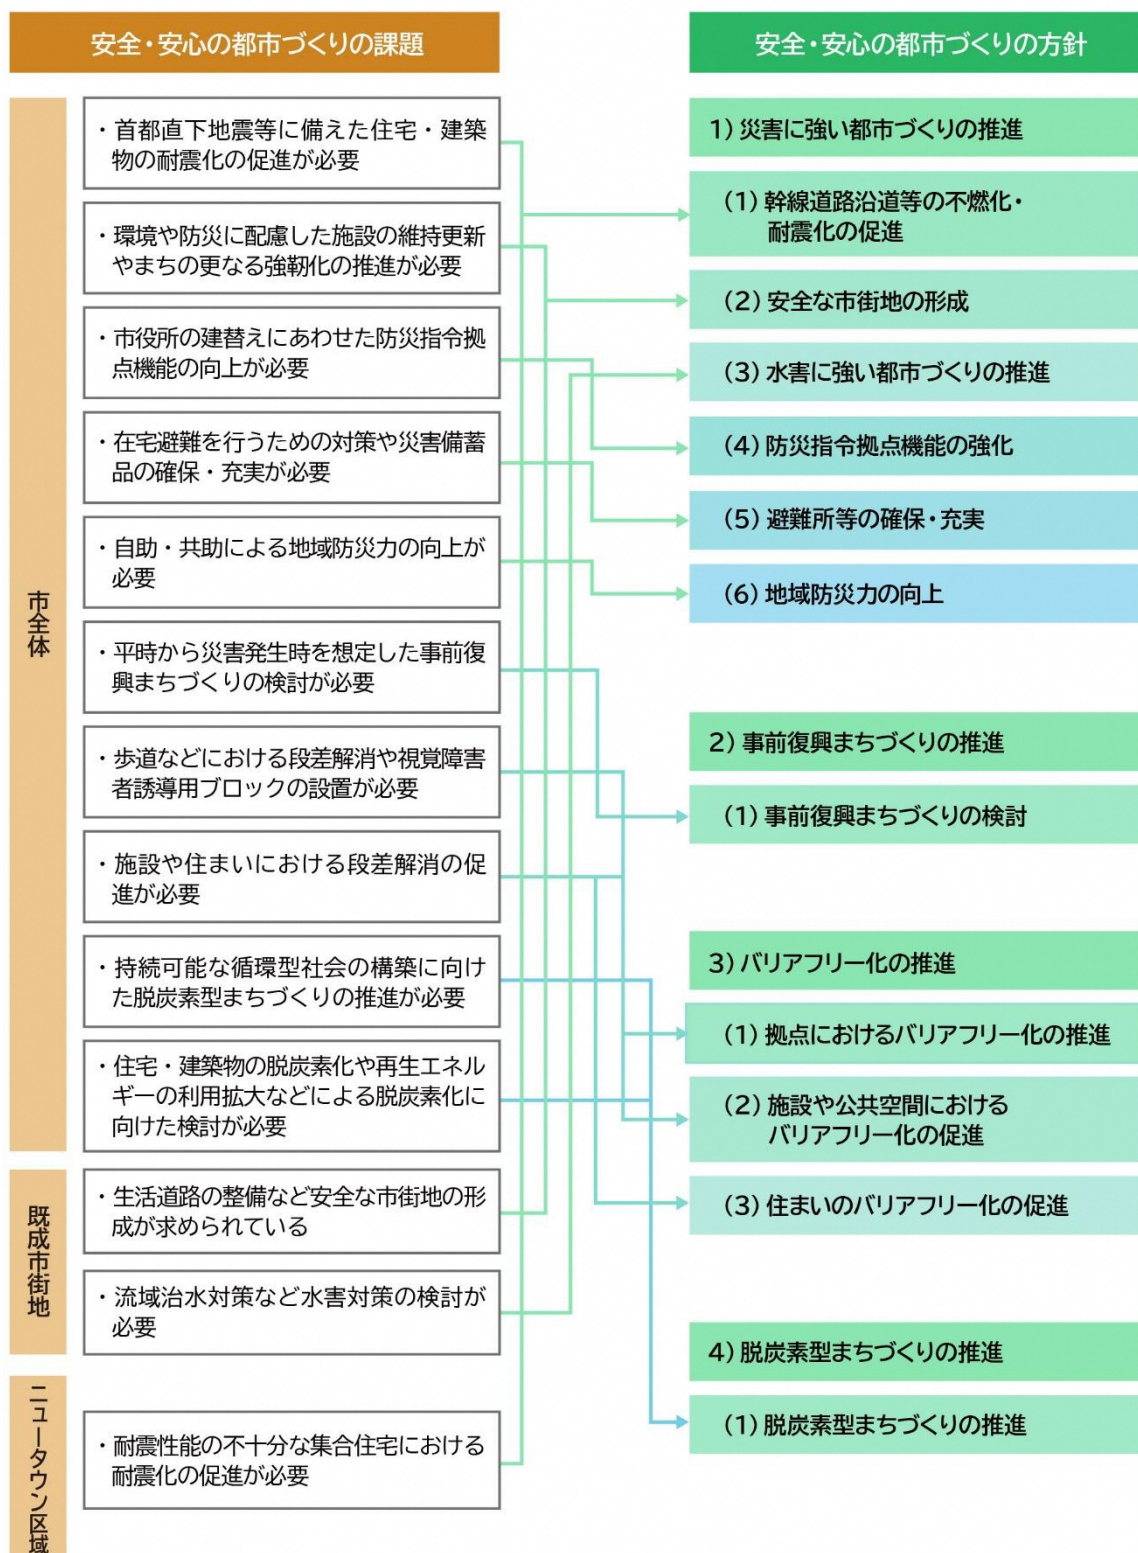 安全・安心の都市づくりの課題
市全体
・首都直下地震等に備えた住宅・建築
物の耐震化の促進が必要
・環境や防災に配慮した施設の維持更新
やまちの更なる強靭化の推進が必要
・市役所の建替えにあわせた防災指令拠
点機能の向上が必要
・在宅避難を行うための対策や災害備蓄
品の確保・充実が必要
・自助・共助による地域防災力の向上が
必要
・平時から災害発生時を想定した事前復
興まちづくりの検討が必要
・歩道などにおける段差解消や視覚障害
者誘導用ブロックの設置が必要
・施設や住まいにおける段差解消の促
進が必要
・持続可能な循環型社会の構築に向け
た脱炭素型まちづくりの推進が必要
・住宅・建築物の脱炭素化や再生エネル
ギーの利用拡大などによる脱炭素化に
向けた検討が必要
既成市街地
・生活道路の整備など安全な市街地の形
成が求められている
・流域治水対策など水害対策の検討が
必要
ニュータウン区域
・耐震性能の不十分な集合住宅における
耐震化の促進が必要
安全・安心の都市づくりの方針
1）災害に強い都市づくりの推進
（1）幹線道路沿道等の不燃化・
耐震化の促進
（2）安全な市街地の形成
（3）水害に強い都市づくりの推進
（4）防災指令拠点機能の強化
（5）避難所等の確保・充実
（6）地域防災力の向上
2）事前復興まちづくりの推進
（1）事前復興まちづくりの検討
3）バリアフリー化の推進
（1）拠点におけるバリアフリー化の推進
（2）施設や公共空間における
バリアフリー化の促進
（3）住まいのバリアフリー化の促進
4）脱炭素型まちづくりの推進
（1）脱炭素型まちづくりの推進